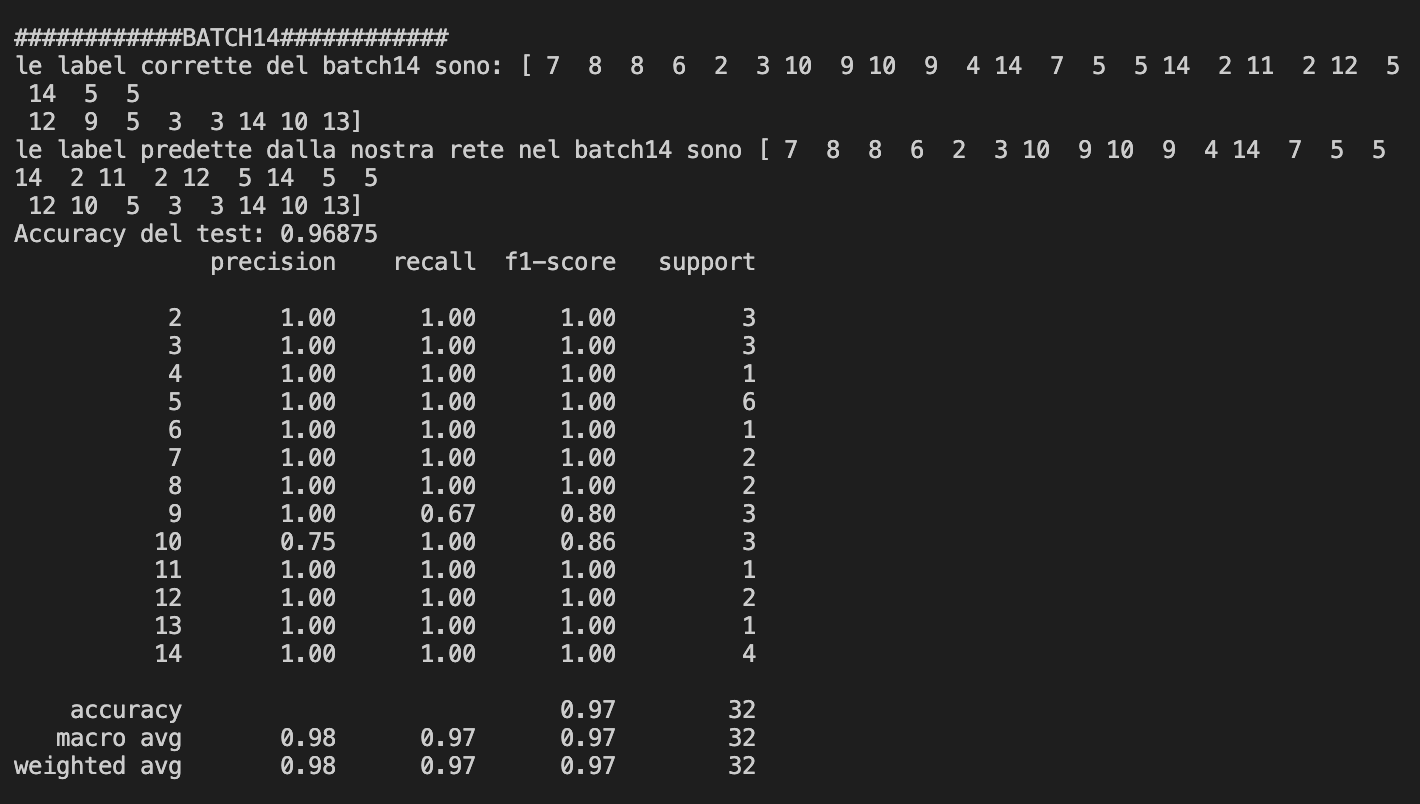 ############BATCH14############
le label corrette del batch14 sono: [ 7  8  8  6  2  3 10  9 10  9  4 14  7  5  5 14  2 11  2 12  5
 14  5  5
 12  9  5  3  3 14 10 13]
le label predette dalla nostra rete nel batch14 sono [ 7  8  8  6  2  3 10  9 10  9  4 14  7  5  5
14  2 11  2 12  5 14  5  5
 12 10  5  3  3 14 10 13]
Accuracy del test: 0.96875
              precision    recall  f1-score   support
           2       1.00      1.00      1.00         3
           3       1.00      1.00      1.00         3
           4       1.00      1.00      1.00         1
           5       1.00      1.00      1.00         6
           6       1.00      1.00      1.00         1
           7       1.00      1.00      1.00         2
           8       1.00      1.00      1.00         2
           9       1.00      0.67      0.80         3
          10       0.75      1.00      0.86         3
          11       1.00      1.00      1.00         1
          12       1.00      1.00      1.00         2
          13       1.00      1.00      1.00         1
          14       1.00      1.00      1.00         4
    accuracy                           0.97        32
   macro avg       0.98      0.97      0.97        32
weighted avg       0.98      0.97      0.97        32